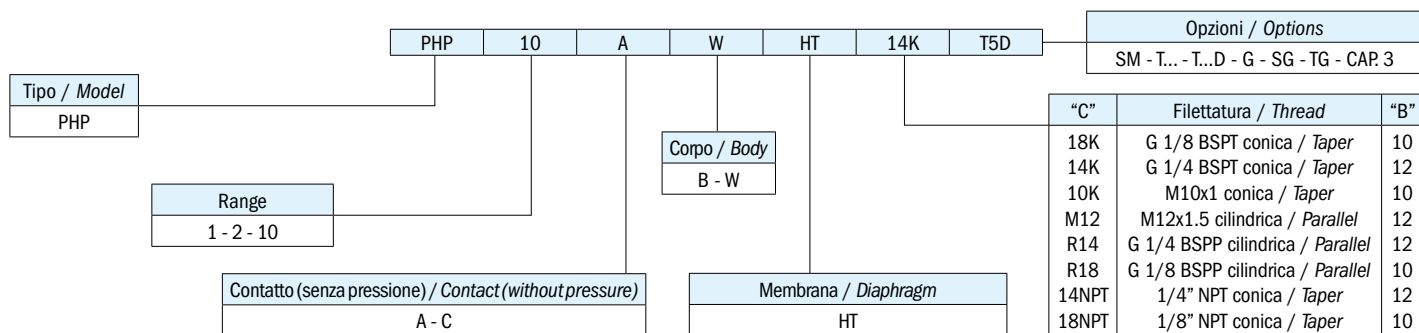 PHP 10 A W HT 14K T5D
Opzioni / Options
SM - T... - T...D - G - SG - TG - CAP. 3
Tipo / Model
PHP
Range
1 - 2 - 10
Contatto (senza pressione) / Contact (without pressure)
A - C
Corpo / Body
B - W
Membrana / Diaphragm
HT
“C” Filettatura / Thread “B”
18K G 1/8 BSPT conica / Taper 10
14K G 1/4 BSPT conica / Taper 12
10K M10x1 conica / Taper 10
M12 M12x1.5 cilindrica / Parallel 12
R14 G 1/4 BSPP cilindrica / Parallel 12
R18 G 1/8 BSPP cilindrica / Parallel 10
14NPT 1/4” NPT conica / Taper 12
18NPT 1/8” NPT conica / Taper 10